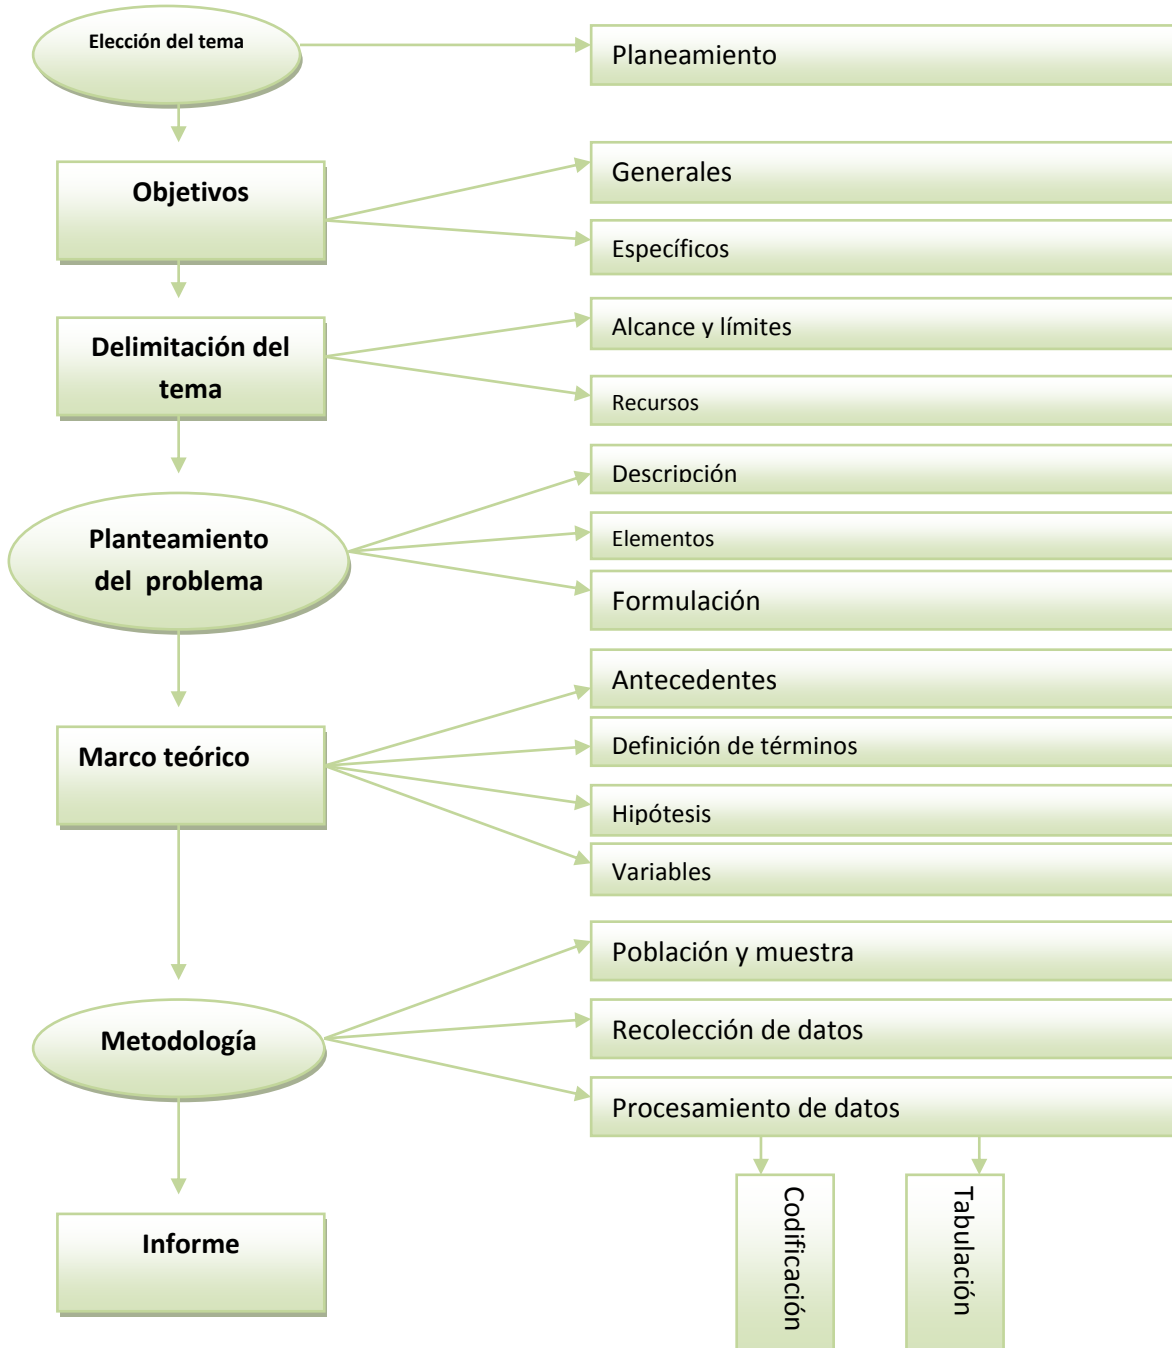 Elección del tema
Planeamiento
Objetivos
Generales
Específicos
Delimitación del
tema
Alcance y límites
Recursos
Planteamiento
del problema
Descripción
Elementos
Formulación
Marco teórico
Antecedentes
Definición de términos
Hipótesis
Variables
Metodología
Población y muestra
Recolección de datos
Procesamiento de datos
Codificación
Tabulación
Informe